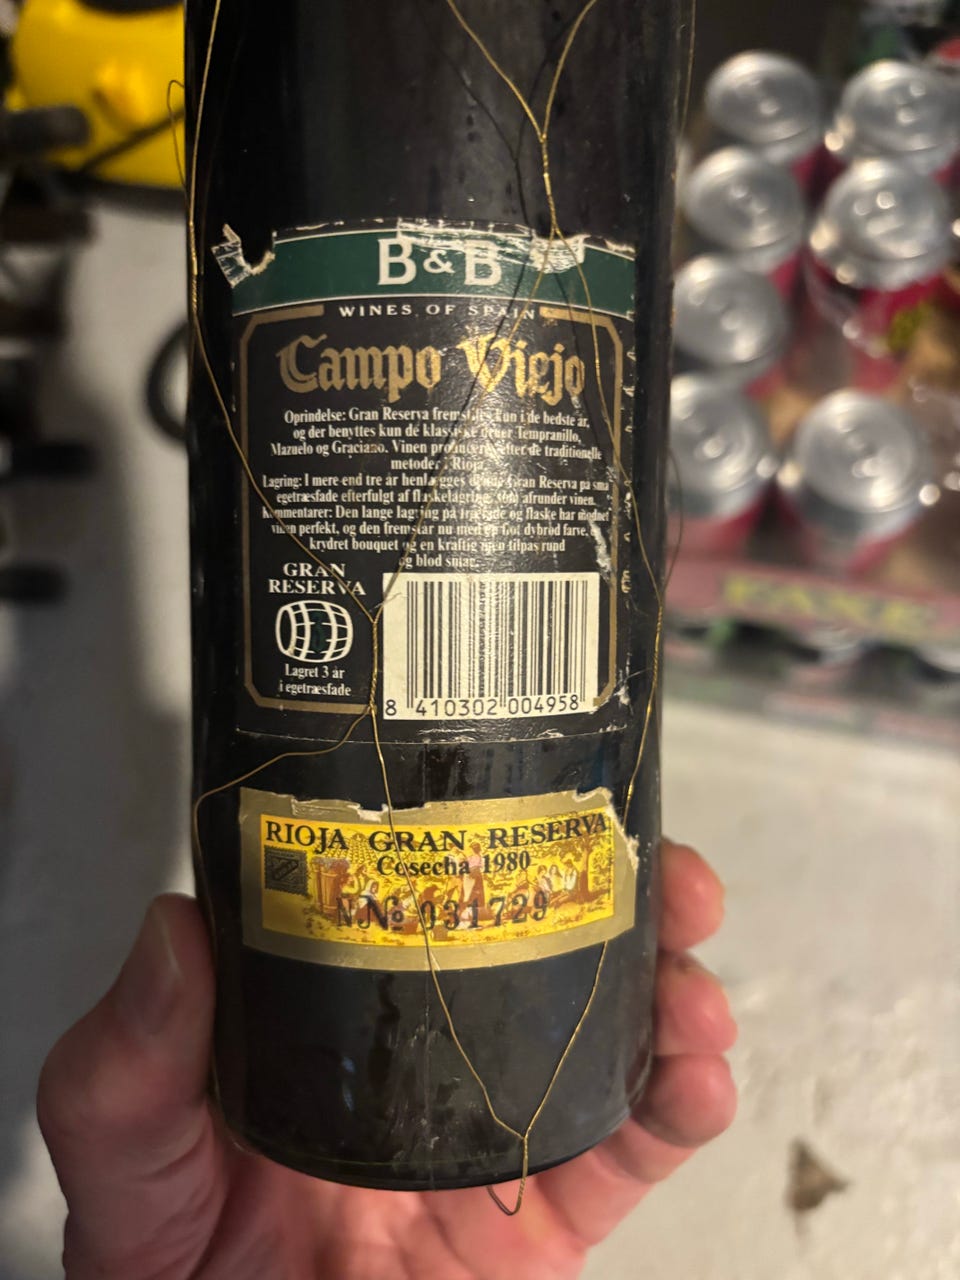 B&B
WINES OF SPAIN
Campo Viejo
Oprindelse: Gran Reserva fremstilles kun i de bedste år,
og der benyttes kun de klassiske druer Tempranillo,
Mazuelo og Graciano. Vinen produceres efter de traditionelle
metoder i Rioja.
Lagring: I mere end tre år henlægges denne Gran Reserva på små
egetræsfade efterfulgt af flaskelagring, som afrunder vinen.
Kommentarer: Den lange lagring på træfade og flaske har modnet
vinen perfekt, og den fremstår nu med en flot dybrød farve,
krydret bouquet og en kraftig men tilpas rund
og blød smag.
GRAN
RESERVA
Lagret 3 år
i egetræsfade
8 410302 004958
RIOJA GRAN RESERVA
Cosecha 1980
N Nº 031729